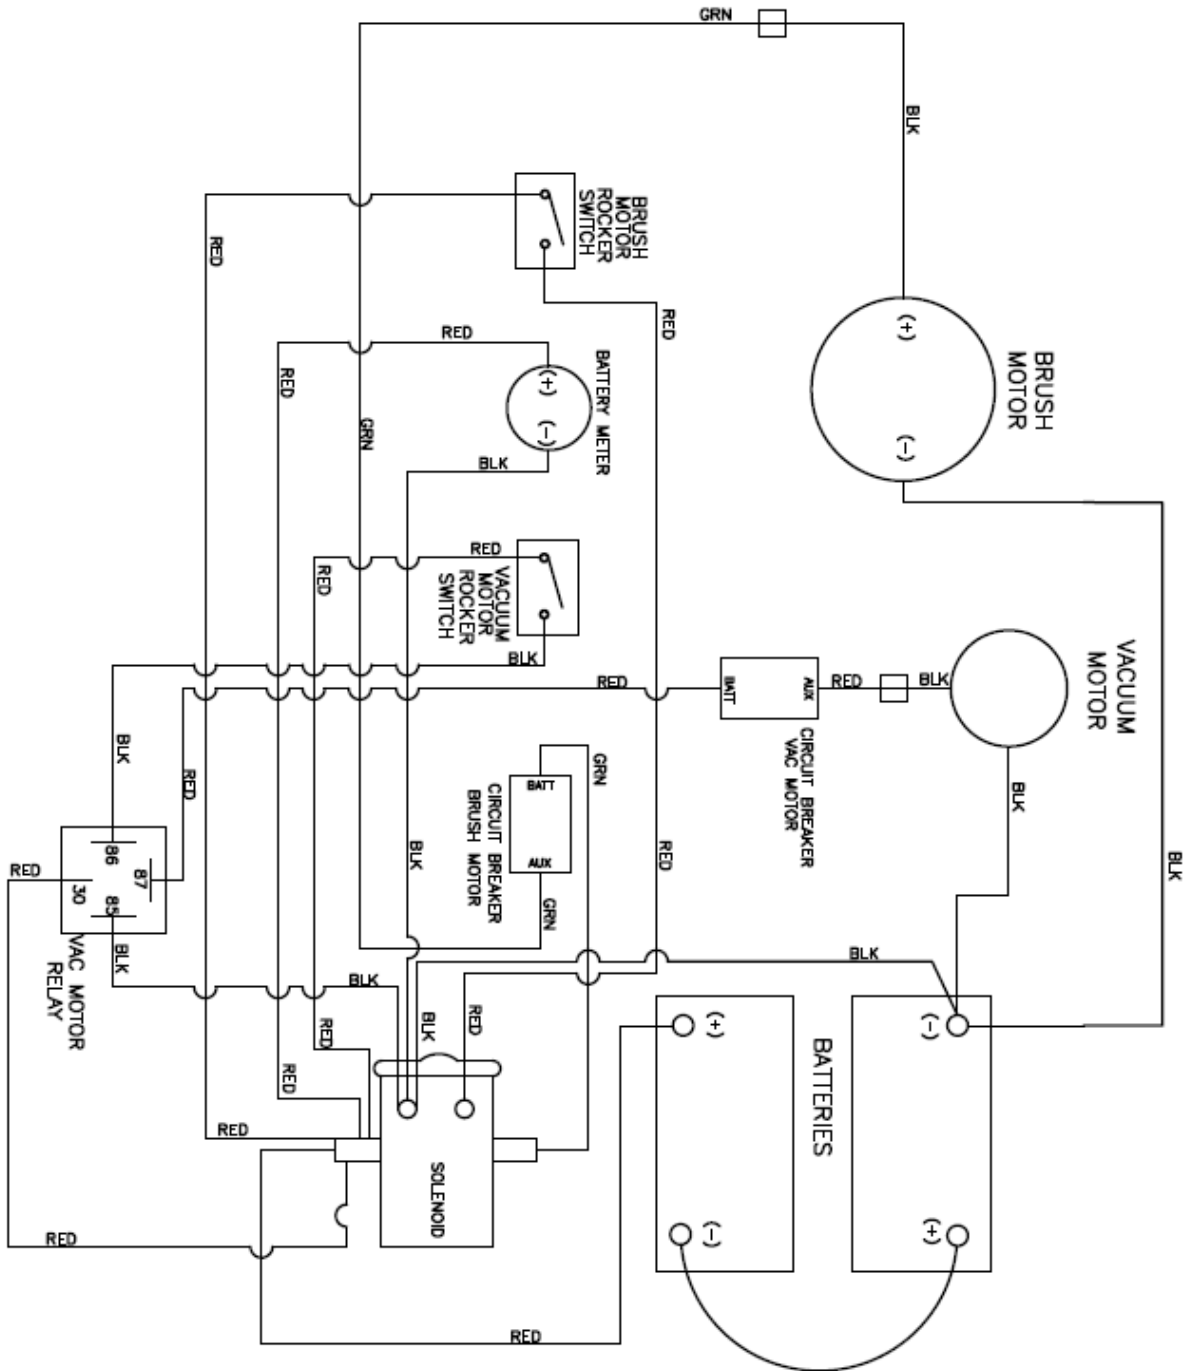 GRN
BLK
BRUSH
MOTOR
ROCKER
SWITCH
RED
RED
RED
RED
(+)
(-)
BATTERY METER
GRN
BLK
(+)
(-)
BRUSH
MOTOR
RED
RED
VACUUM
MOTOR
ROCKER
SWITCH
BLK
RED
BATT
AUX
RED
BLK
CIRCUIT BREAKER
VAC MOTOR
VACUUM
MOTOR
BLK
BLK
RED
GRN
BATT
AUX
CIRCUIT BREAKER
BRUSH MOTOR
GRN
BLK
RED
BLK
BLK
RED
86
87
30
85
VAC MOTOR
RELAY
BLK
BLK
BLK
RED
BLK
RED
RED
RED
RED
SOLENOID
(+)
(-)
BATTERIES
(-)
(+)
RED